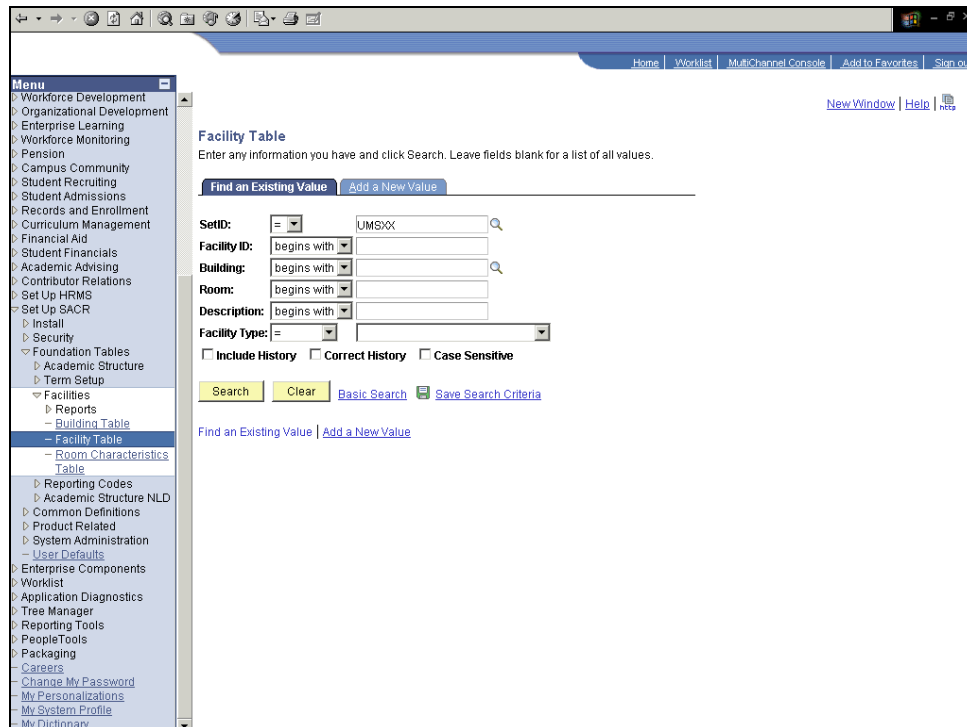 Home | Worklist | MultiChannel Console | Add to Favorites | Sign ou
Menu
Workforce Development
Organizational Development
Enterprise Learning
Workforce Monitoring
Pension
Campus Community
Student Recruiting
Student Admissions
Records and Enrollment
Curriculum Management
Financial Aid
Student Financials
Academic Advising
Contributor Relations
Set Up HRMS
Set Up SACR
Install
Security
Foundation Tables
Academic Structure
Term Setup
Facilities
Reports
– Building Table
– Facility Table
– Room Characteristics
Table
Reporting Codes
Academic Structure NLD
Common Definitions
Product Related
System Administration
– User Defaults
Enterprise Components
Worklist
Application Diagnostics
Tree Manager
Reporting Tools
PeopleTools
Packaging
– Careers
– Change My Password
– My Personalizations
– My System Profile
– My Dictionary
New Window | Help | http
Facility Table
Enter any information you have and click Search. Leave fields blank for a list of all values.
Find an Existing Value Add a New Value
SetID: = UMSXX
Facility ID: begins with
Building: begins with
Room: begins with
Description: begins with
Facility Type: =
Include History Correct History Case Sensitive
Search Clear Basic Search Save Search Criteria
Find an Existing Value | Add a New Value